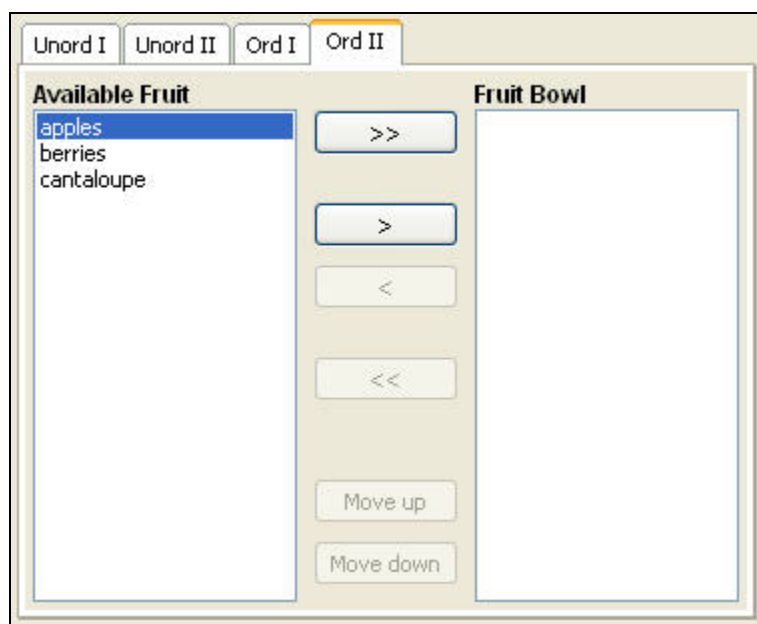 Unord I Unord II Ord I Ord II
Available Fruit
apples
berries
cantaloupe
>>
>
<
<<
Move up
Move down
Fruit Bowl